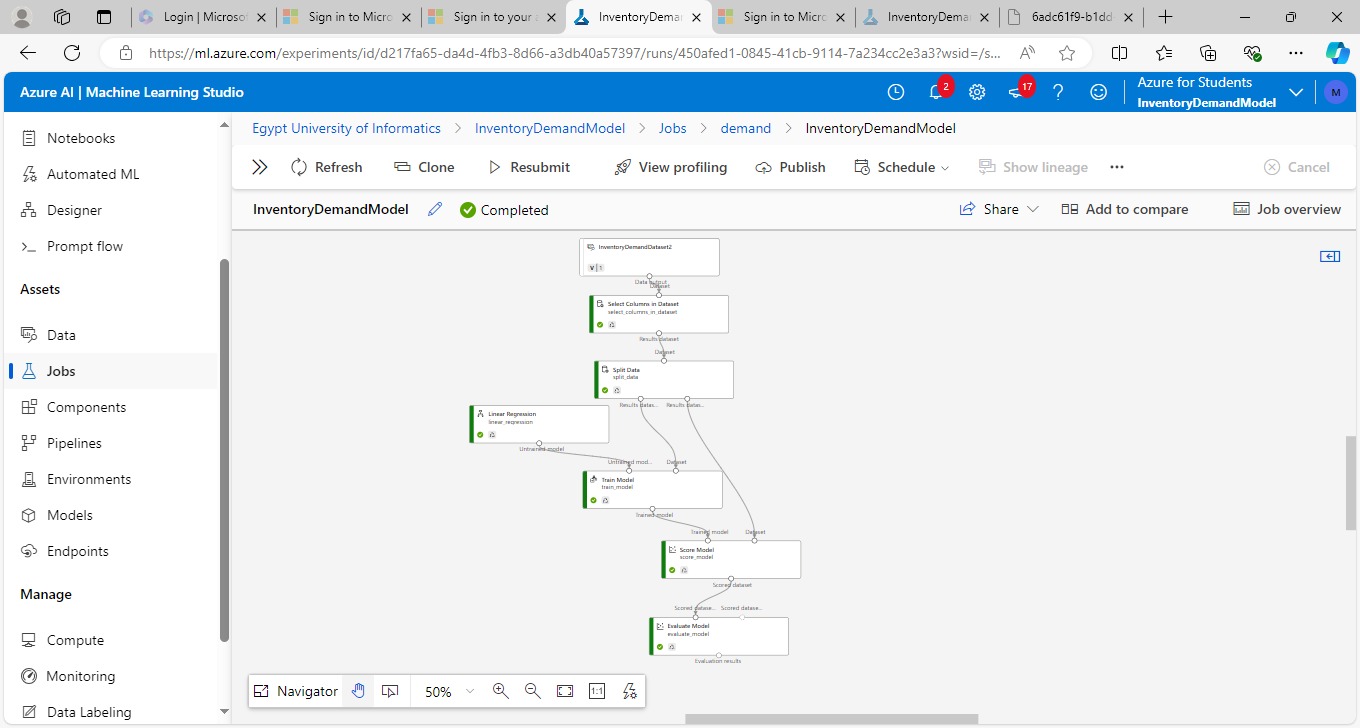 Login | Microsof
Sign in to Micro
Sign in to your a
InventoryDeman
Sign in to Micro
InventoryDeman
6adc61f9-b1dd
https://ml.azure.com/experiments/id/d217fa65-da4d-4fb3-8d66-a3db40a57397/runs/450afed1-0845-41cb-9114-7a234cc2e3a3?wsid=/s...
Azure AI | Machine Learning Studio
2
17
Azure for Students
InventoryDemandModel
M
Egypt University of Informatics > InventoryDemandModel > Jobs > demand > InventoryDemandModel
Refresh Clone Resubmit View profiling Publish Schedule Show lineage ... Cancel
InventoryDemandModel Completed Share Add to compare Job overview
Notebooks
Automated ML
Designer
Prompt flow
Assets
Data
Jobs
Components
Pipelines
Environments
Models
Endpoints
Manage
Compute
Monitoring
Data Labeling
InventoryDemandDataset2
v 1
Data output
Dataset
Select Columns in Dataset
select_columns_in_dataset
Results dataset
Dataset
Split Data
split_data
Results datas... Results datas...
Linear Regression
linear_regression
Untrained model
Untrained mod... Dataset
Train Model
train_model
Trained model
Trained model Dataset
Score Model
score_model
Scored dataset
Scored datase... Scored datase...
Evaluate Model
evaluate_model
Evaluation results
Navigator 50% 1:1